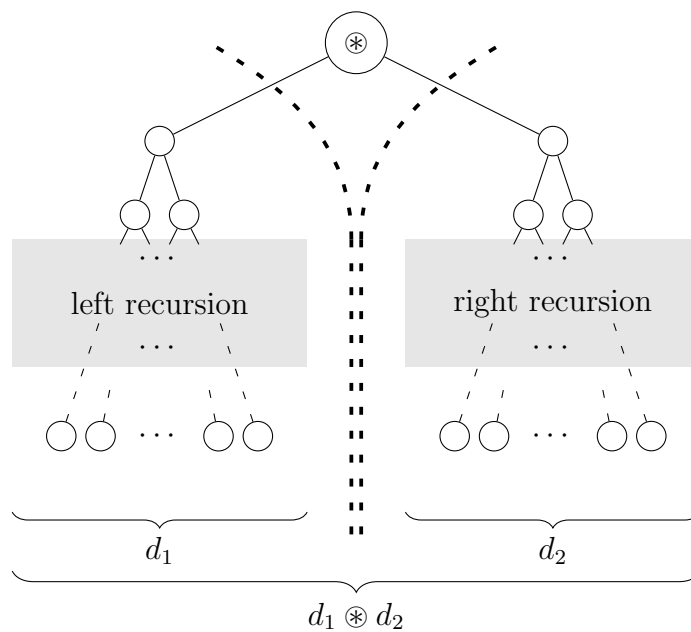 ⊛
··· ···
left recursion right recursion
··· ···
··· ···
d₁ d₂
d₁ ⊛ d₂